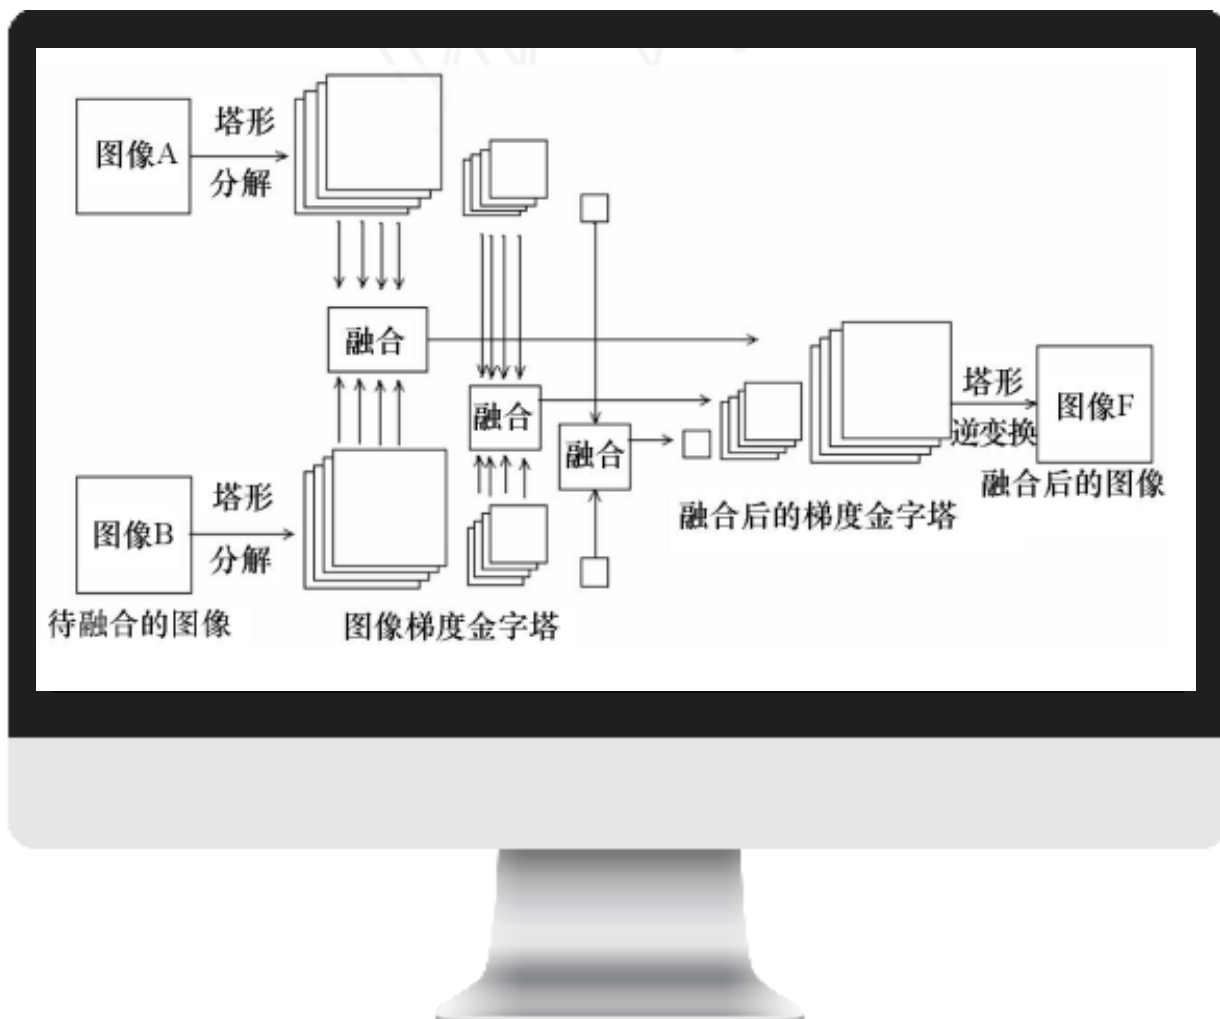 图像A
塔形
分解
融合
融合
融合
图像B
塔形
分解
待融合的图像
图像梯度金字塔
融合后的梯度金字塔
塔形
逆变换
图像F
融合后的图像